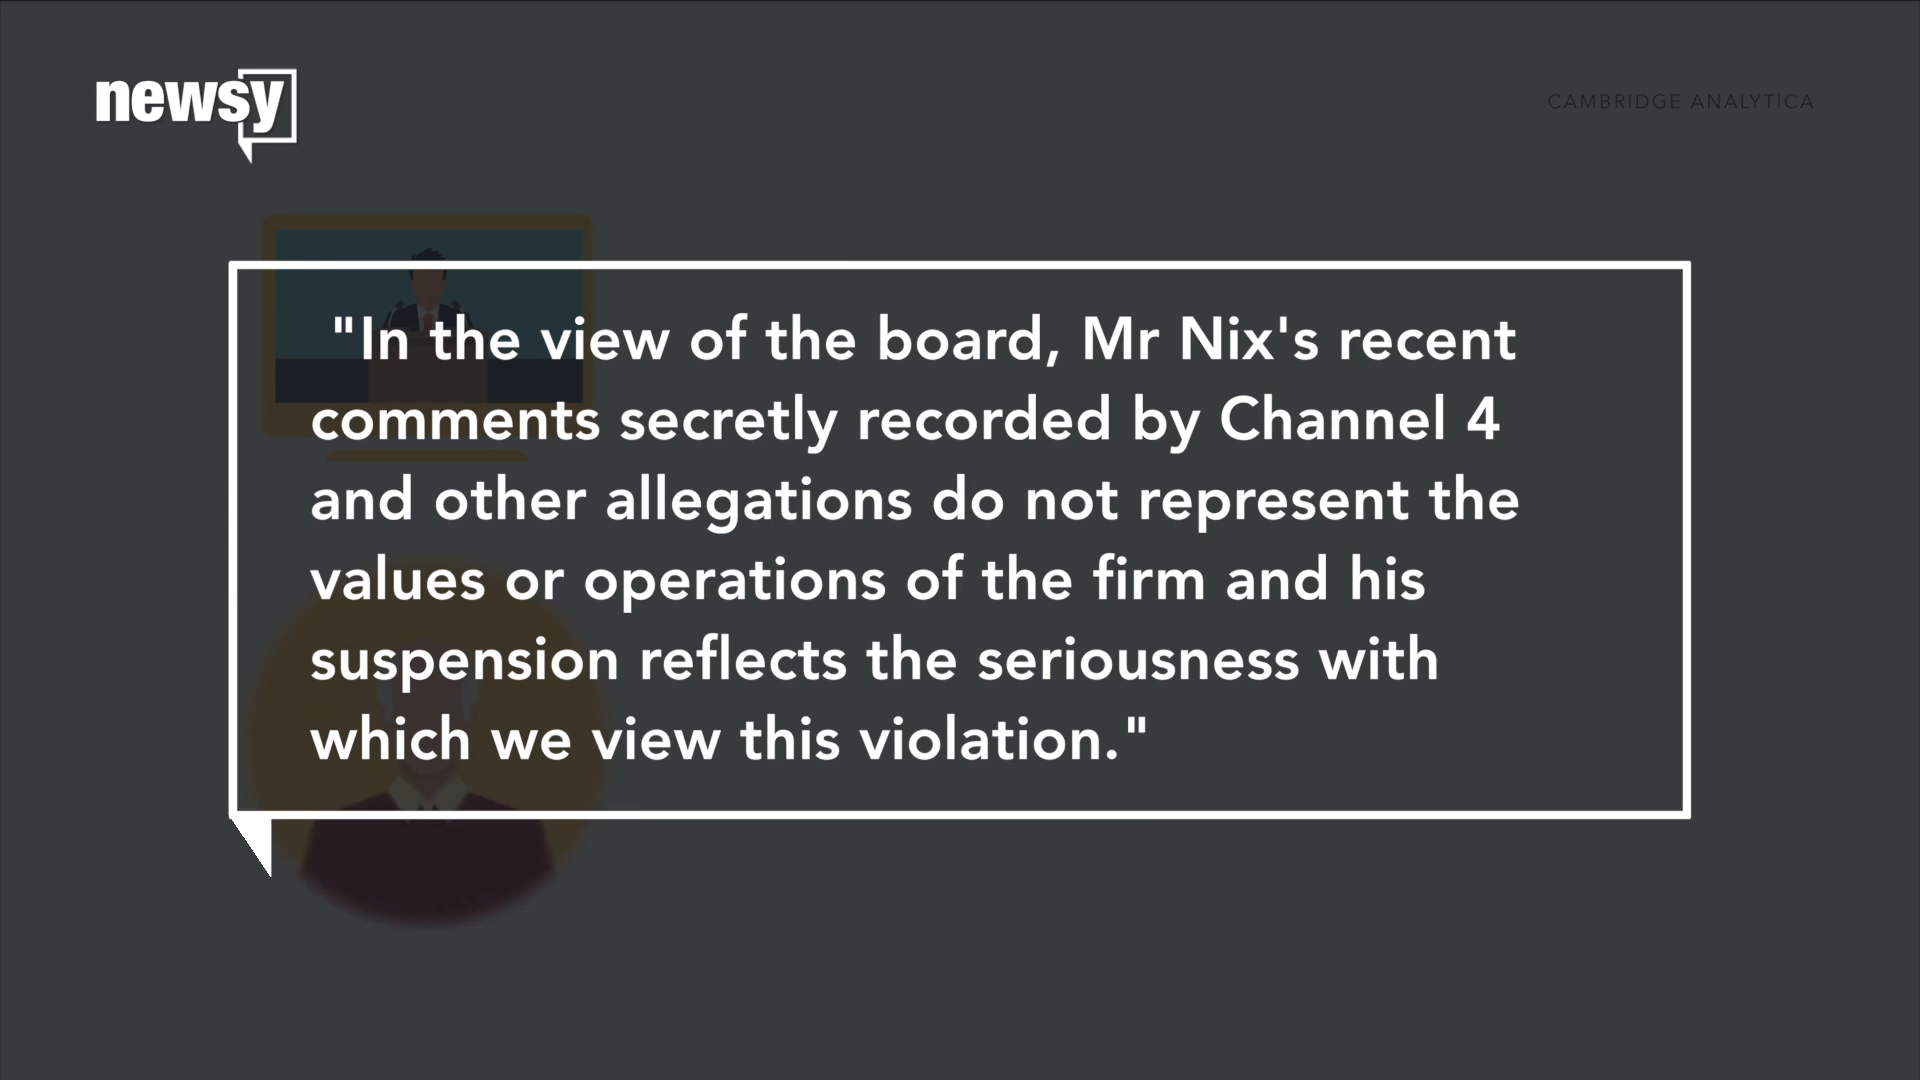 newsy
CAMBRIDGE ANALYTICA
"In the view of the board, Mr Nix's recent
comments secretly recorded by Channel 4
and other allegations do not represent the
values or operations of the firm and his
suspension reflects the seriousness with
which we view this violation."